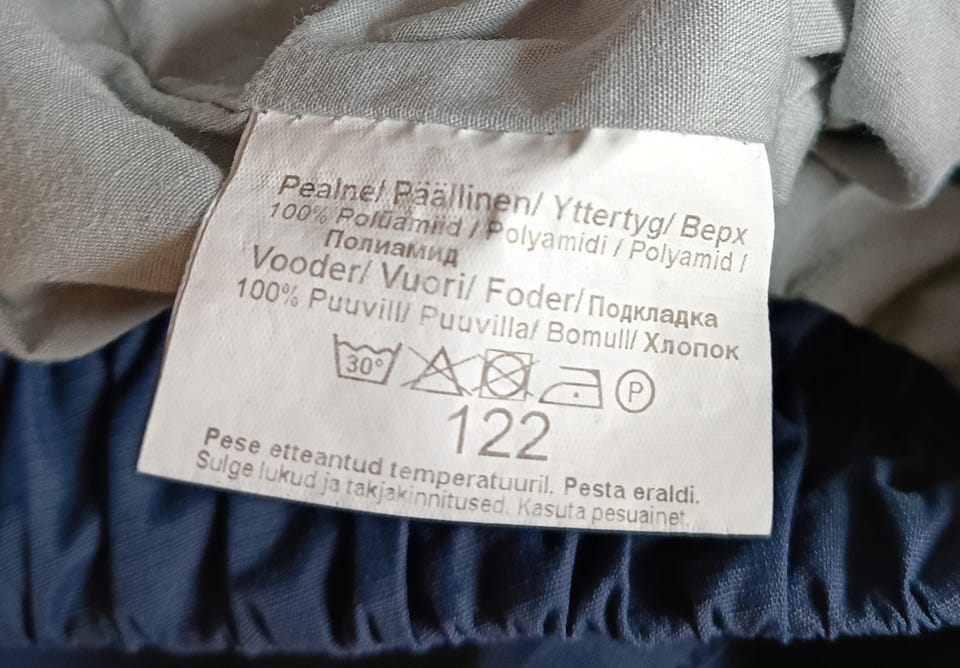 Pealne/ Päällinen/ Yttertyg/ Верх
100% Polüamiid / Polyamidi / Polyamid /
Полиамид
Vooder/ Vuori/ Foder/ Подкладка
100% Puuvill/ Puuvilla/ Bomull/ Хлопок
30° P
122
Pese etteantud temperatuuril. Pesta eraldi.
Sulge lukud ja takjakinnitused. Kasuta pesuainet.